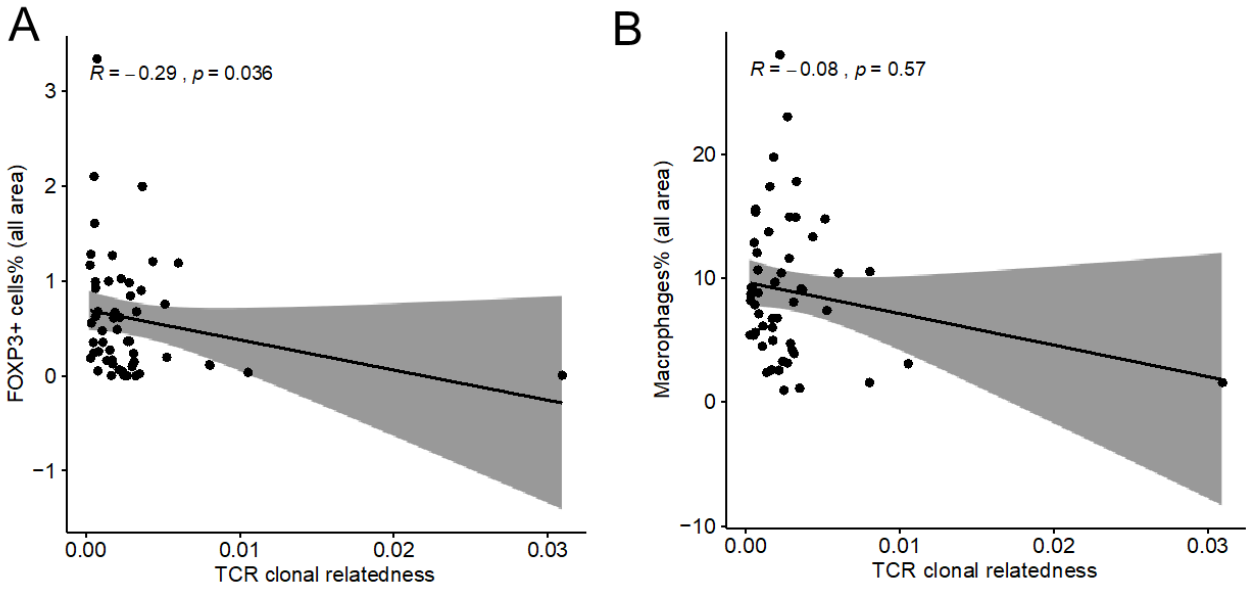 A
R = −0.29 , p = 0.036
FOXP3+ cells% (all area)
3
2
1
0
−1
0.00 0.01 0.02 0.03
TCR clonal relatedness
B
R = −0.08 , p = 0.57
Macrophages% (all area)
20
10
0
−10
0.00 0.01 0.02 0.03
TCR clonal relatedness